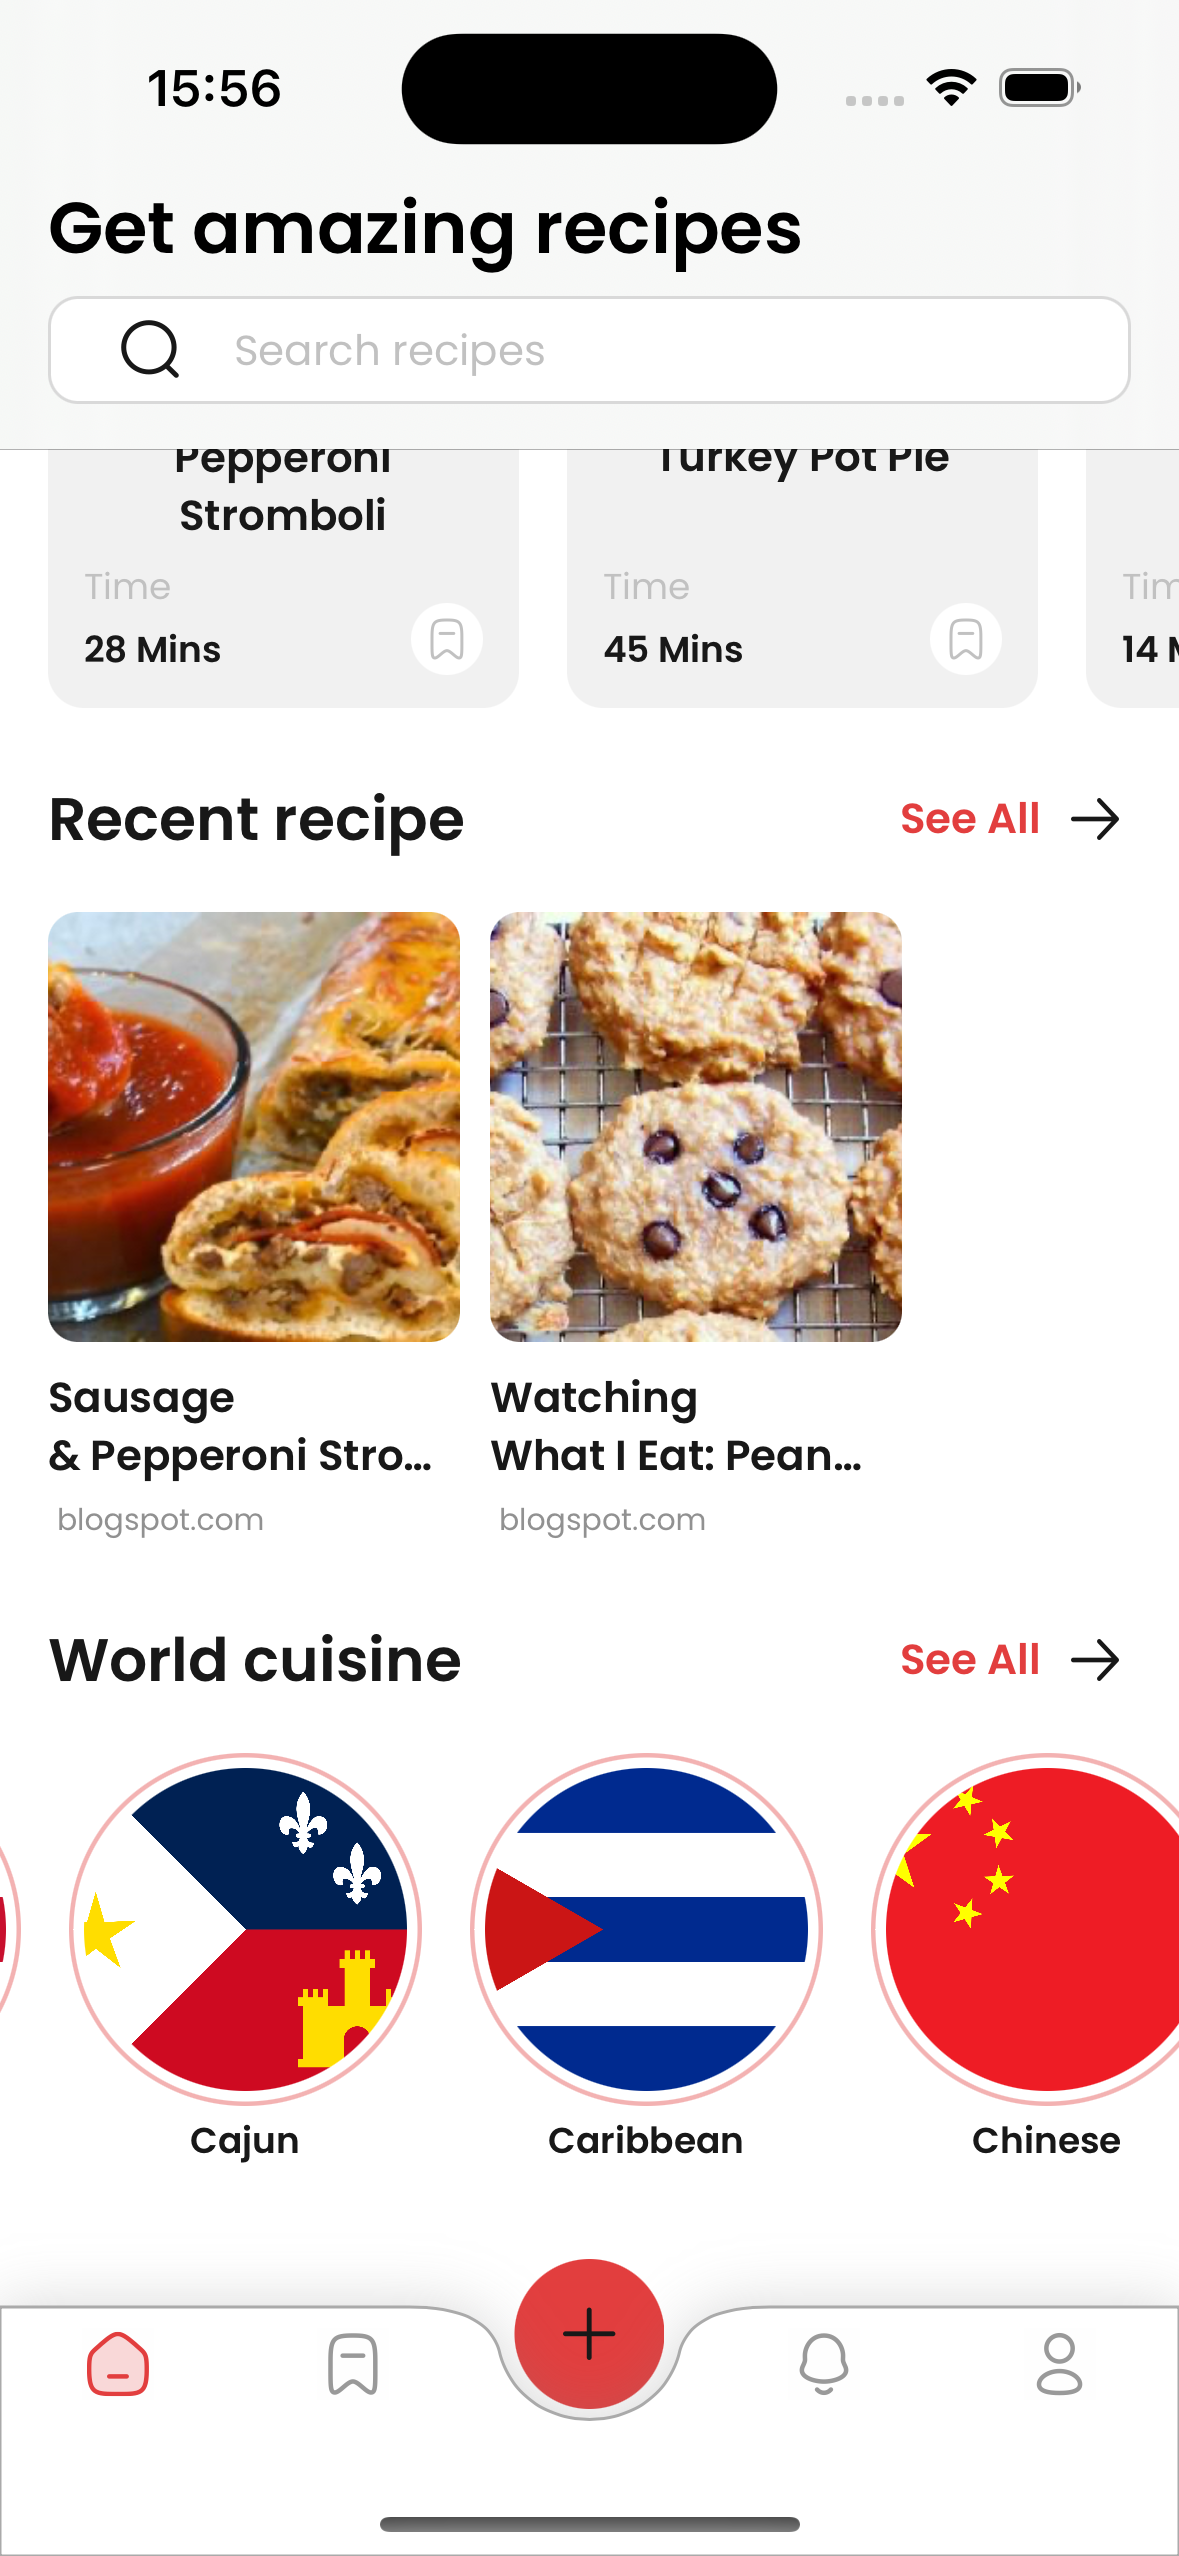 15:56
Get amazing recipes
Search recipes
Pepperoni
Stromboli
Turkey Pot Pie
Time
28 Mins
Time
45 Mins
14
Recent recipe
See All
Sausage
& Pepperoni Stro...
blogspot.com
Watching
What I Eat: Pean...
blogspot.com
World cuisine
See All
Cajun
Caribbean
Chinese